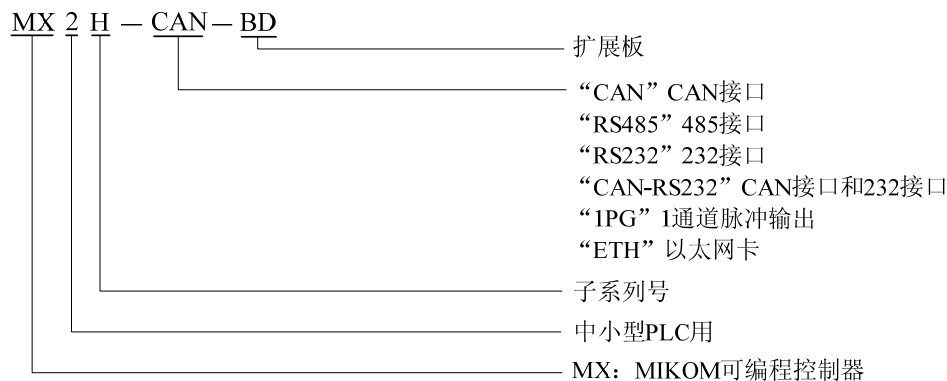 MX 2 H — CAN — BD
扩展板
“CAN”CAN接口
“RS485”485接口
“RS232”232接口
“CAN-RS232”CAN接口和232接口
“1PG”1通道脉冲输出
“ETH”以太网卡
子系列号
中小型PLC用
MX：MIKOM可编程控制器